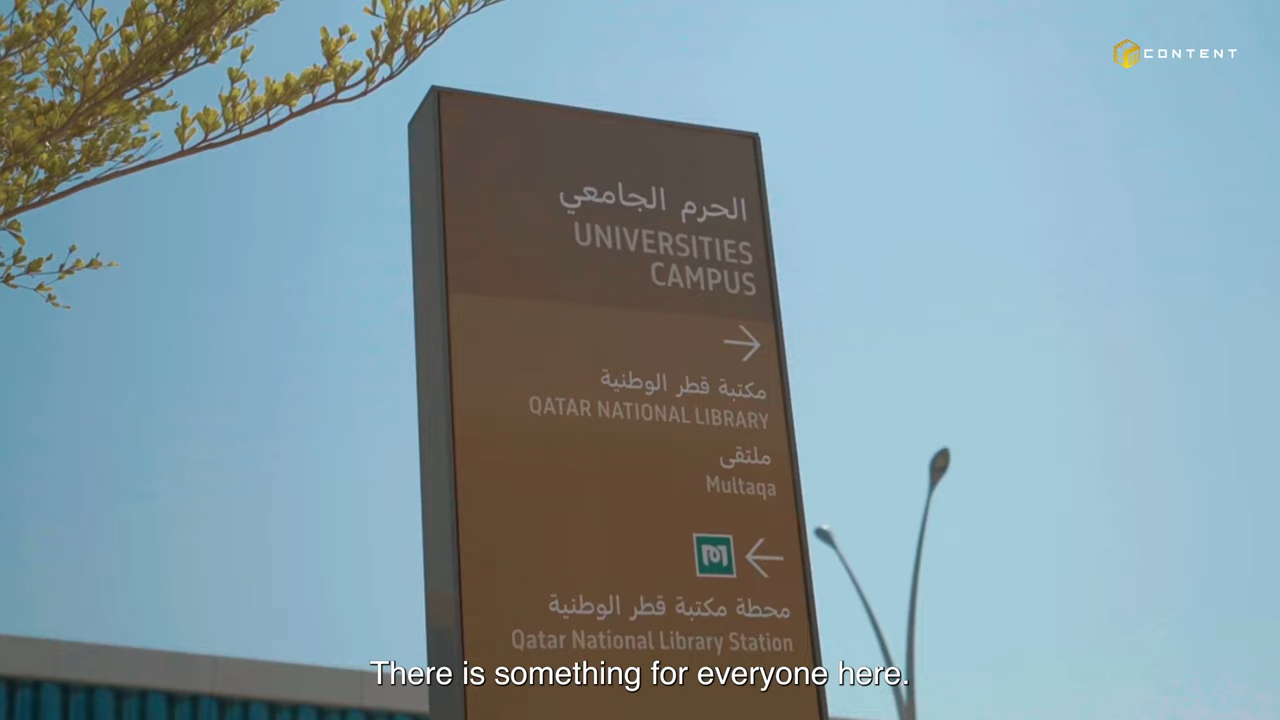 CONTENT
الحرم الجامعي
UNIVERSITIES
CAMPUS
مكتبة قطر الوطنية
QATAR NATIONAL LIBRARY
ملتقى
Multaqa
محطة مكتبة قطر الوطنية
Qatar National Library Station
There is something for everyone here.